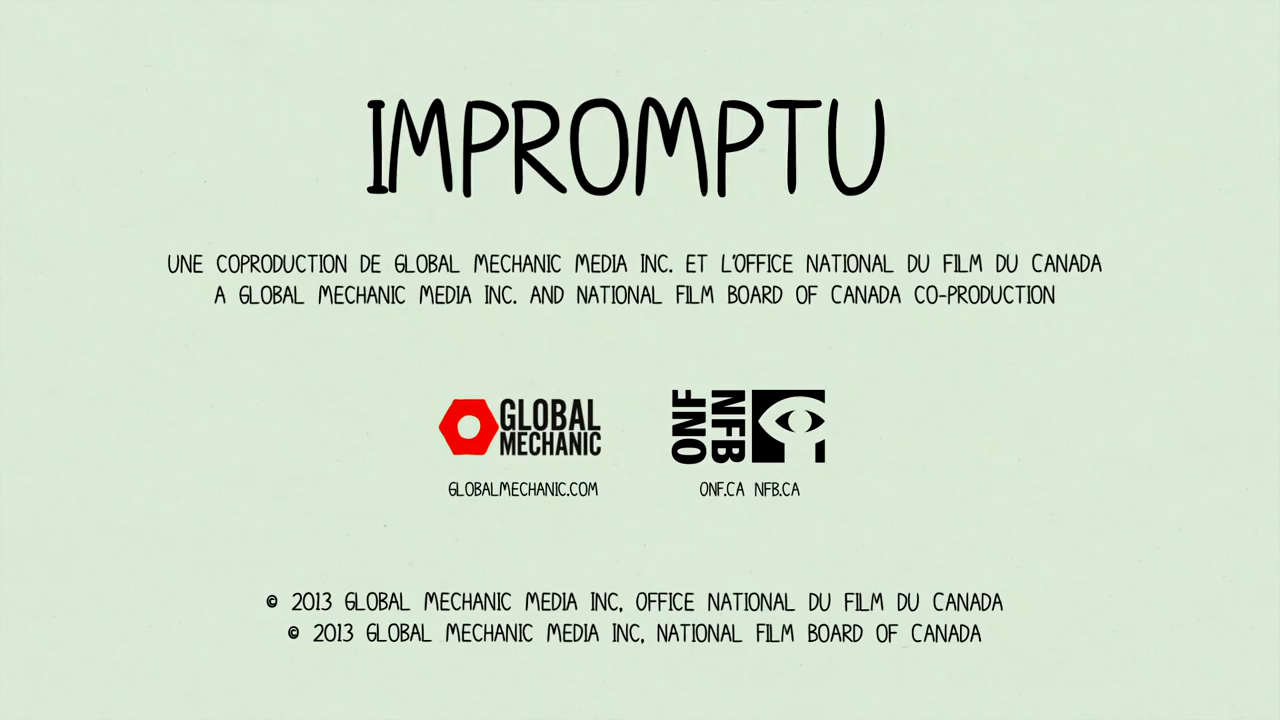 IMPROMPTU
UNE COPRODUCTION DE GLOBAL MECHANIC MEDIA INC. ET L'OFFICE NATIONAL DU FILM DU CANADA
A GLOBAL MECHANIC MEDIA INC. AND NATIONAL FILM BOARD OF CANADA CO-PRODUCTION
GLOBAL
MECHANIC
ONF
NFB
GLOBALMECHANIC.COM
ONF.CA NFB.CA
© 2013 GLOBAL MECHANIC MEDIA INC, OFFICE NATIONAL DU FILM DU CANADA
© 2013 GLOBAL MECHANIC MEDIA INC, NATIONAL FILM BOARD OF CANADA